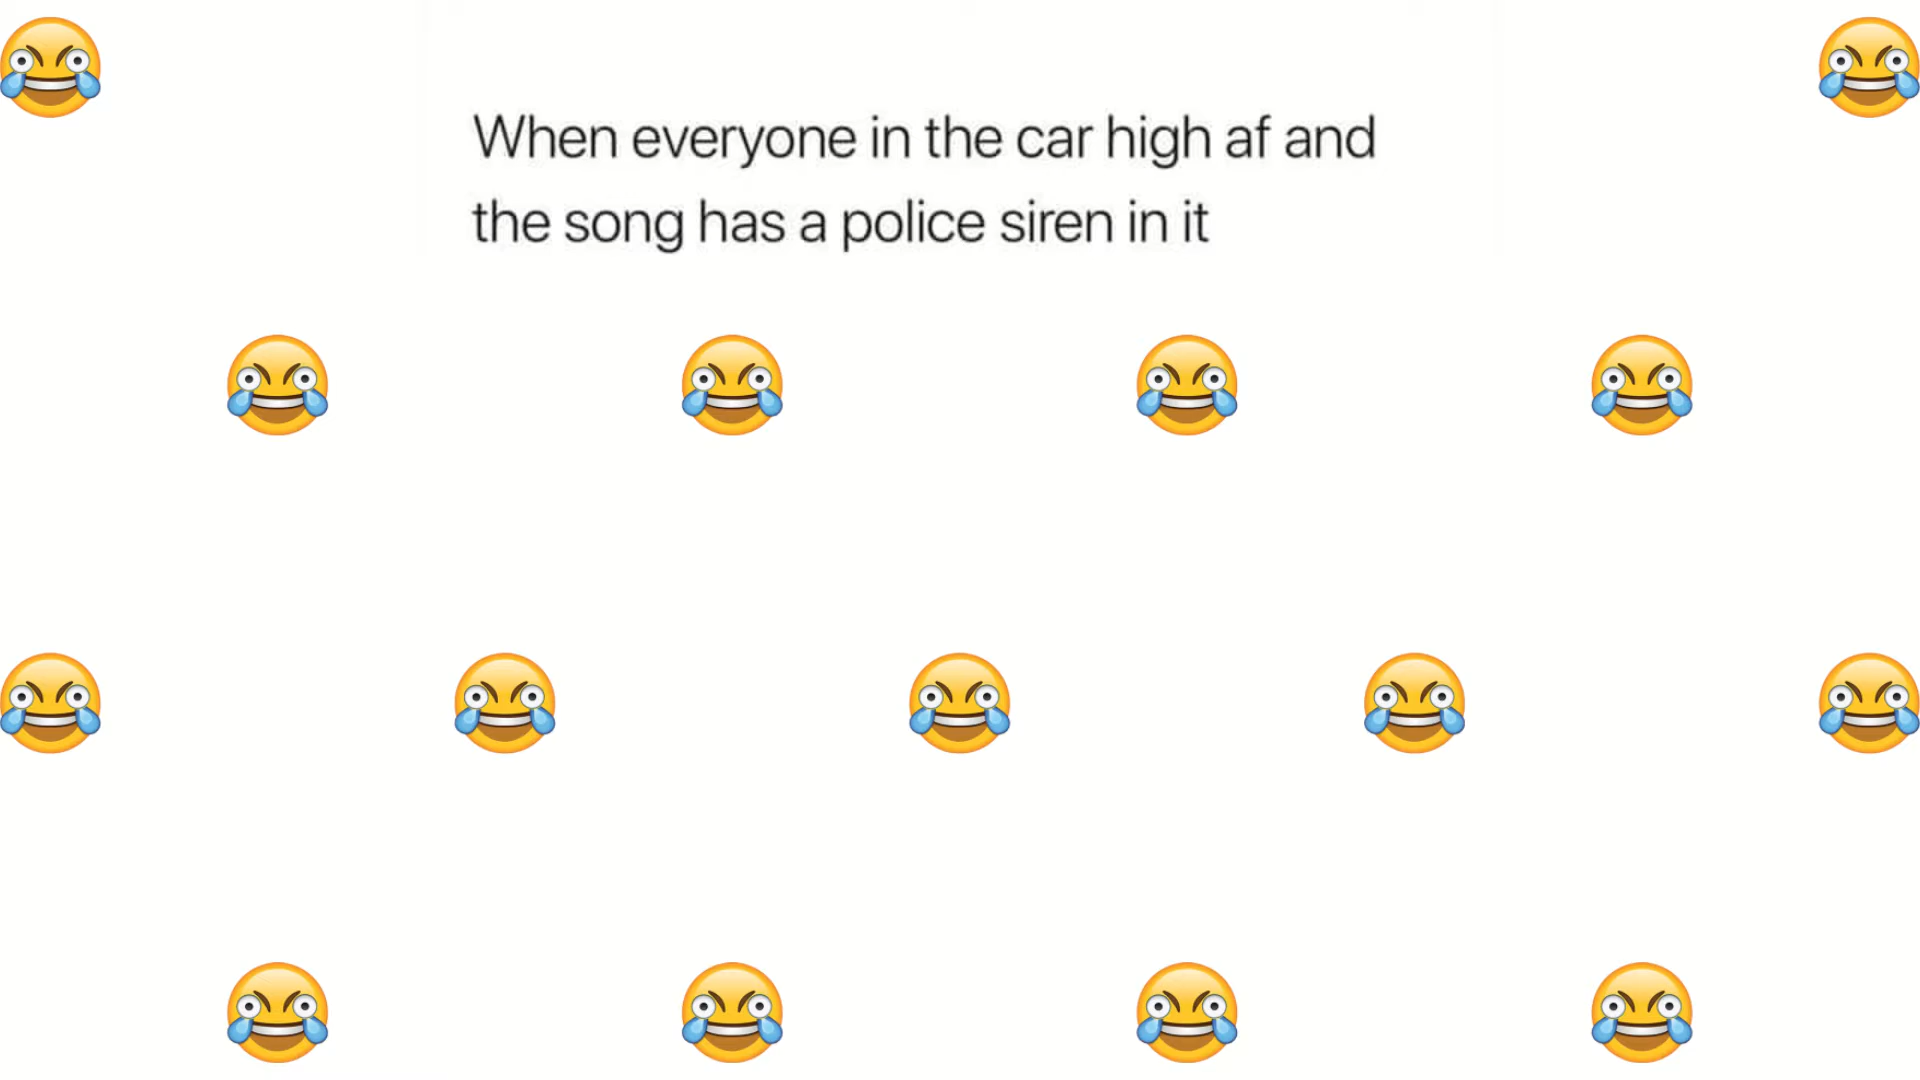 When everyone in the car high af and
the song has a police siren in it